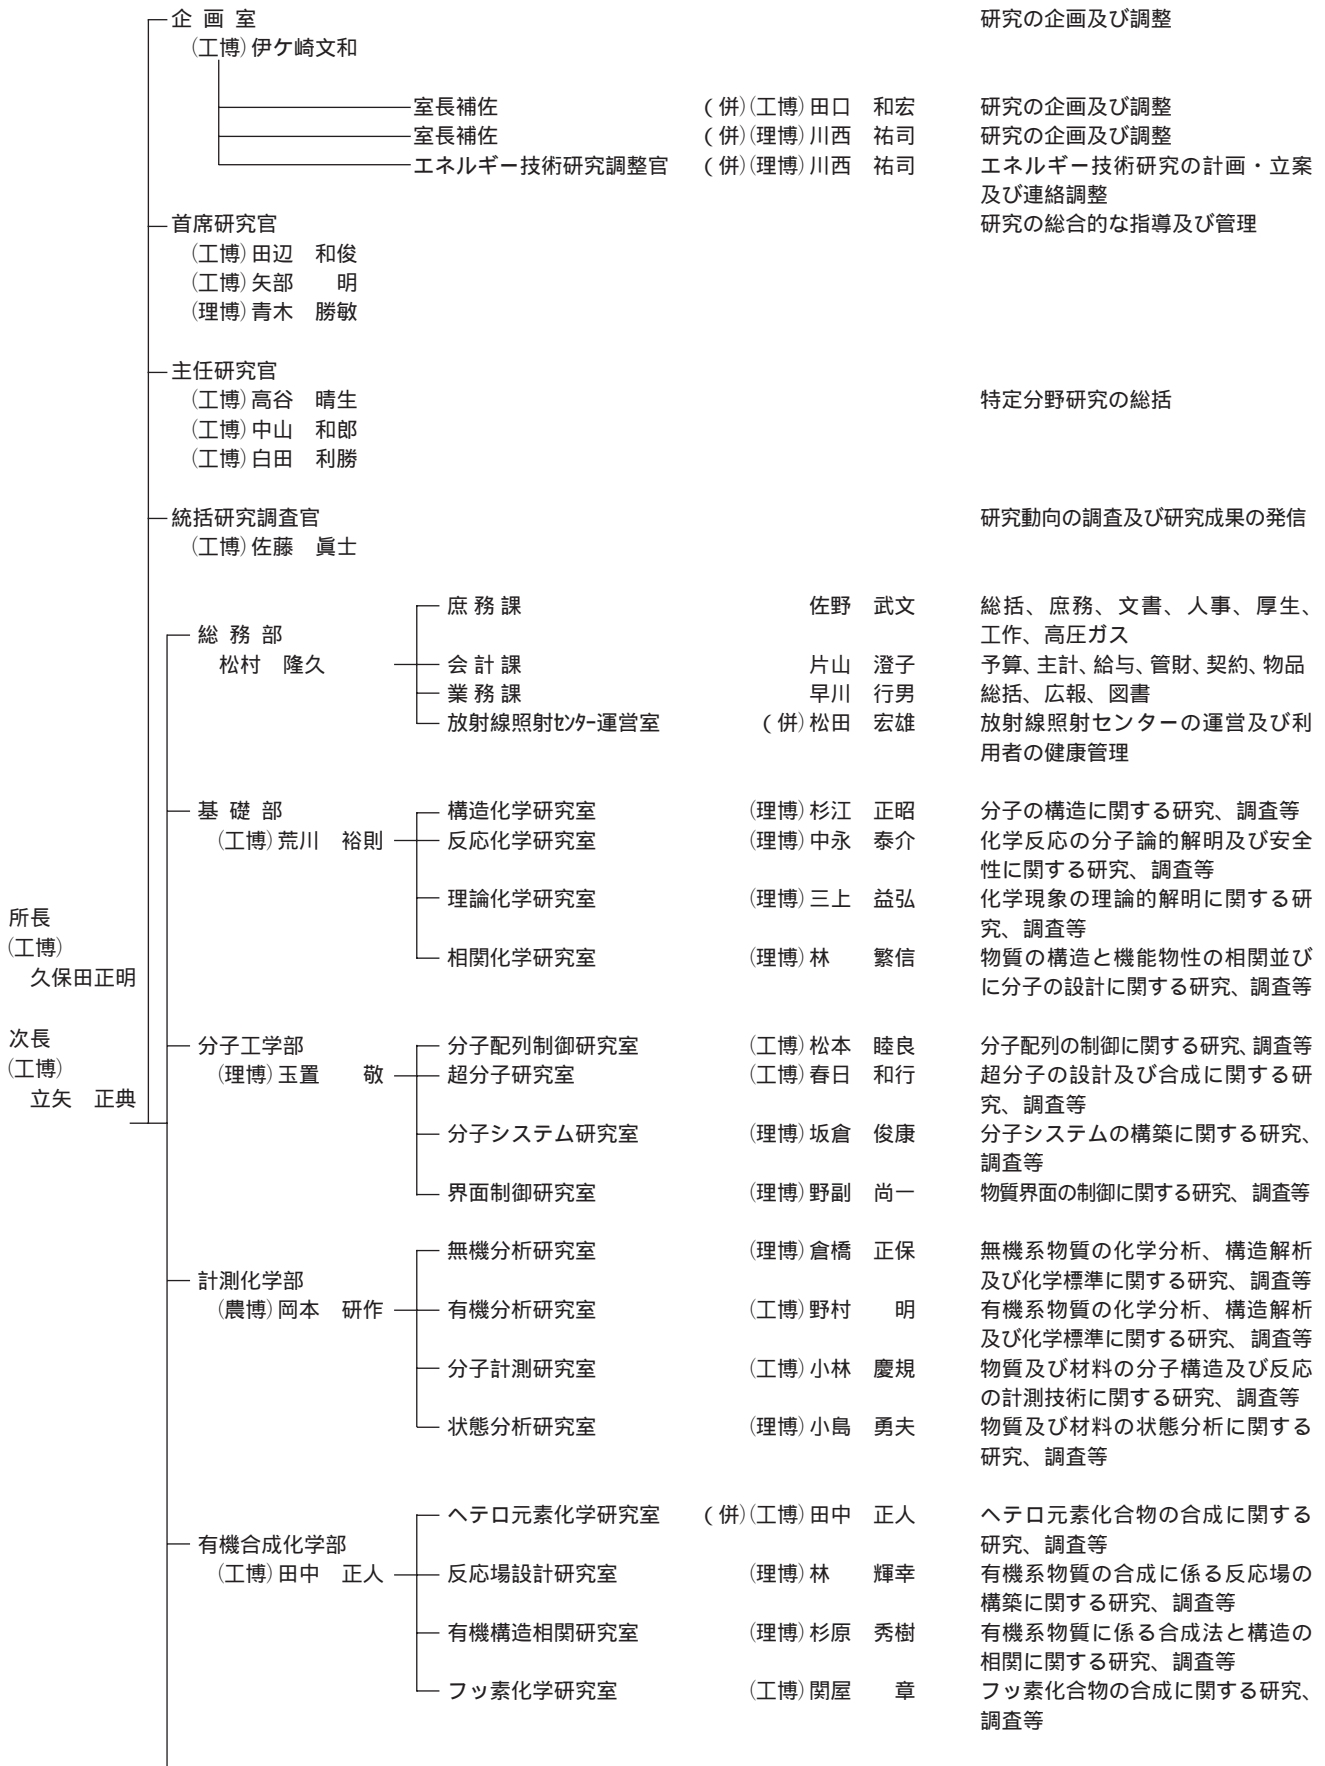 企 画 室 研究の企画及び調整
(工博) 伊ケ崎文和
室長補佐 (併)(工博) 田口 和宏 研究の企画及び調整
室長補佐 (併)(理博) 川西 祐司 研究の企画及び調整
エネルギー技術研究調整官 (併)(理博) 川西 祐司 エネルギー技術研究の計画・立案
及び連絡調整
首席研究官 研究の総合的な指導及び管理
(工博) 田辺 和俊
(工博) 矢部 明
(理博) 青木 勝敏
主任研究官
(工博) 高谷 晴生 特定分野研究の総括
(工博) 中山 和郎
(工博) 白田 利勝
統括研究調査官 研究動向の調査及び研究成果の発信
(工博) 佐藤 眞士
庶 務 課 佐野 武文 総括、庶務、文書、人事、厚生、
総 務 部 工作、高圧ガス
松村 隆久 会 計 課 片山 澄子 予算、主計、給与、管財、契約、物品
業 務 課 早川 行男 総括、広報、図書
放射線照射センター運営室 (併) 松田 宏雄 放射線照射センターの運営及び利
用者の健康管理
基 礎 部 構造化学研究室 (理博) 杉江 正昭 分子の構造に関する研究、調査等
(工博) 荒川 裕則 反応化学研究室 (理博) 中永 泰介 化学反応の分子論的解明及び安全
性に関する研究、調査等
理論化学研究室 (理博) 三上 益弘 化学現象の理論的解明に関する研
所長 究、調査等
(工博) 相関化学研究室 (理博) 林 繁信 物質の構造と機能物性の相関並び
久保田正明 に分子の設計に関する研究、調査等
次長 分子工学部 分子配列制御研究室 (工博) 松本 睦良 分子配列の制御に関する研究、調査等
(工博) (理博) 玉置 敬 超分子研究室 (工博) 春日 和行 超分子の設計及び合成に関する研
立矢 正典 究、調査等
分子システム研究室 (理博) 坂倉 俊康 分子システムの構築に関する研究、
調査等
界面制御研究室 (理博) 野副 尚一 物質界面の制御に関する研究、調査等
無機分析研究室 (理博) 倉橋 正保 無機系物質の化学分析、構造解析
計測化学部 及び化学標準に関する研究、調査等
(農博) 岡本 研作 有機分析研究室 (工博) 野村 明 有機系物質の化学分析、構造解析
及び化学標準に関する研究、調査等
分子計測研究室 (工博) 小林 慶規 物質及び材料の分子構造及び反応
の計測技術に関する研究、調査等
状態分析研究室 (理博) 小島 勇夫 物質及び材料の状態分析に関する
研究、調査等
ヘテロ元素化学研究室 (併)(工博) 田中 正人 ヘテロ元素化合物の合成に関する
有機合成化学部 研究、調査等
(工博) 田中 正人 反応場設計研究室 (理博) 林 輝幸 有機系物質の合成に係る反応場の
構築に関する研究、調査等
有機構造相関研究室 (理博) 杉原 秀樹 有機系物質に係る合成法と構造の
相関に関する研究、調査等
フッ素化学研究室 (工博) 関屋 章 フッ素化合物の合成に関する研究、
調査等